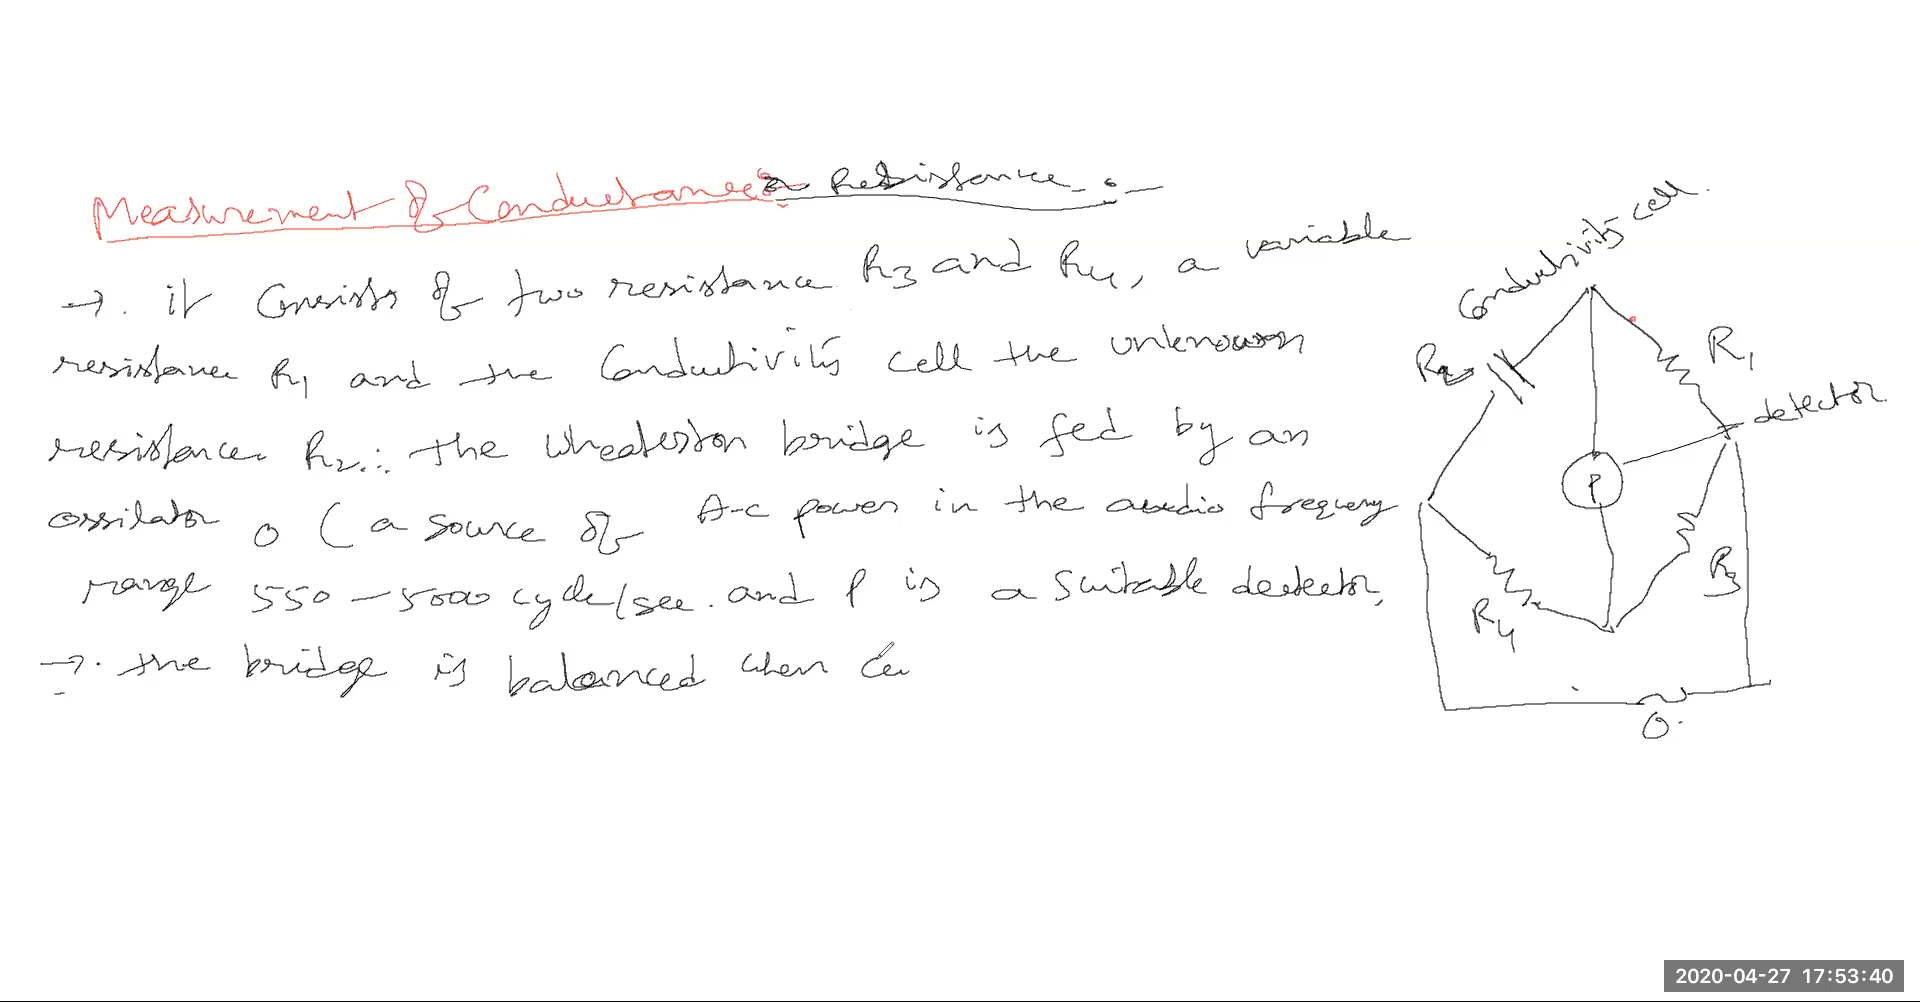 Measurement of Conductance Resistance :-
→. it consists of two resistance R3 and R4, a variable
resistance R1 and the Conductivity cell the unknown
resistance R2 ∴ the wheateston bridge is fed by an
ossilator o ( a source of A-C power in the audio frequency
range 550 - 5000 cycle/sec. and P is a suitable detector,
→. the bridge is balanced when
Conductivity cell.
R1
R2
detector.
P
R3
R4
O.
2020-04-27 17:53:40